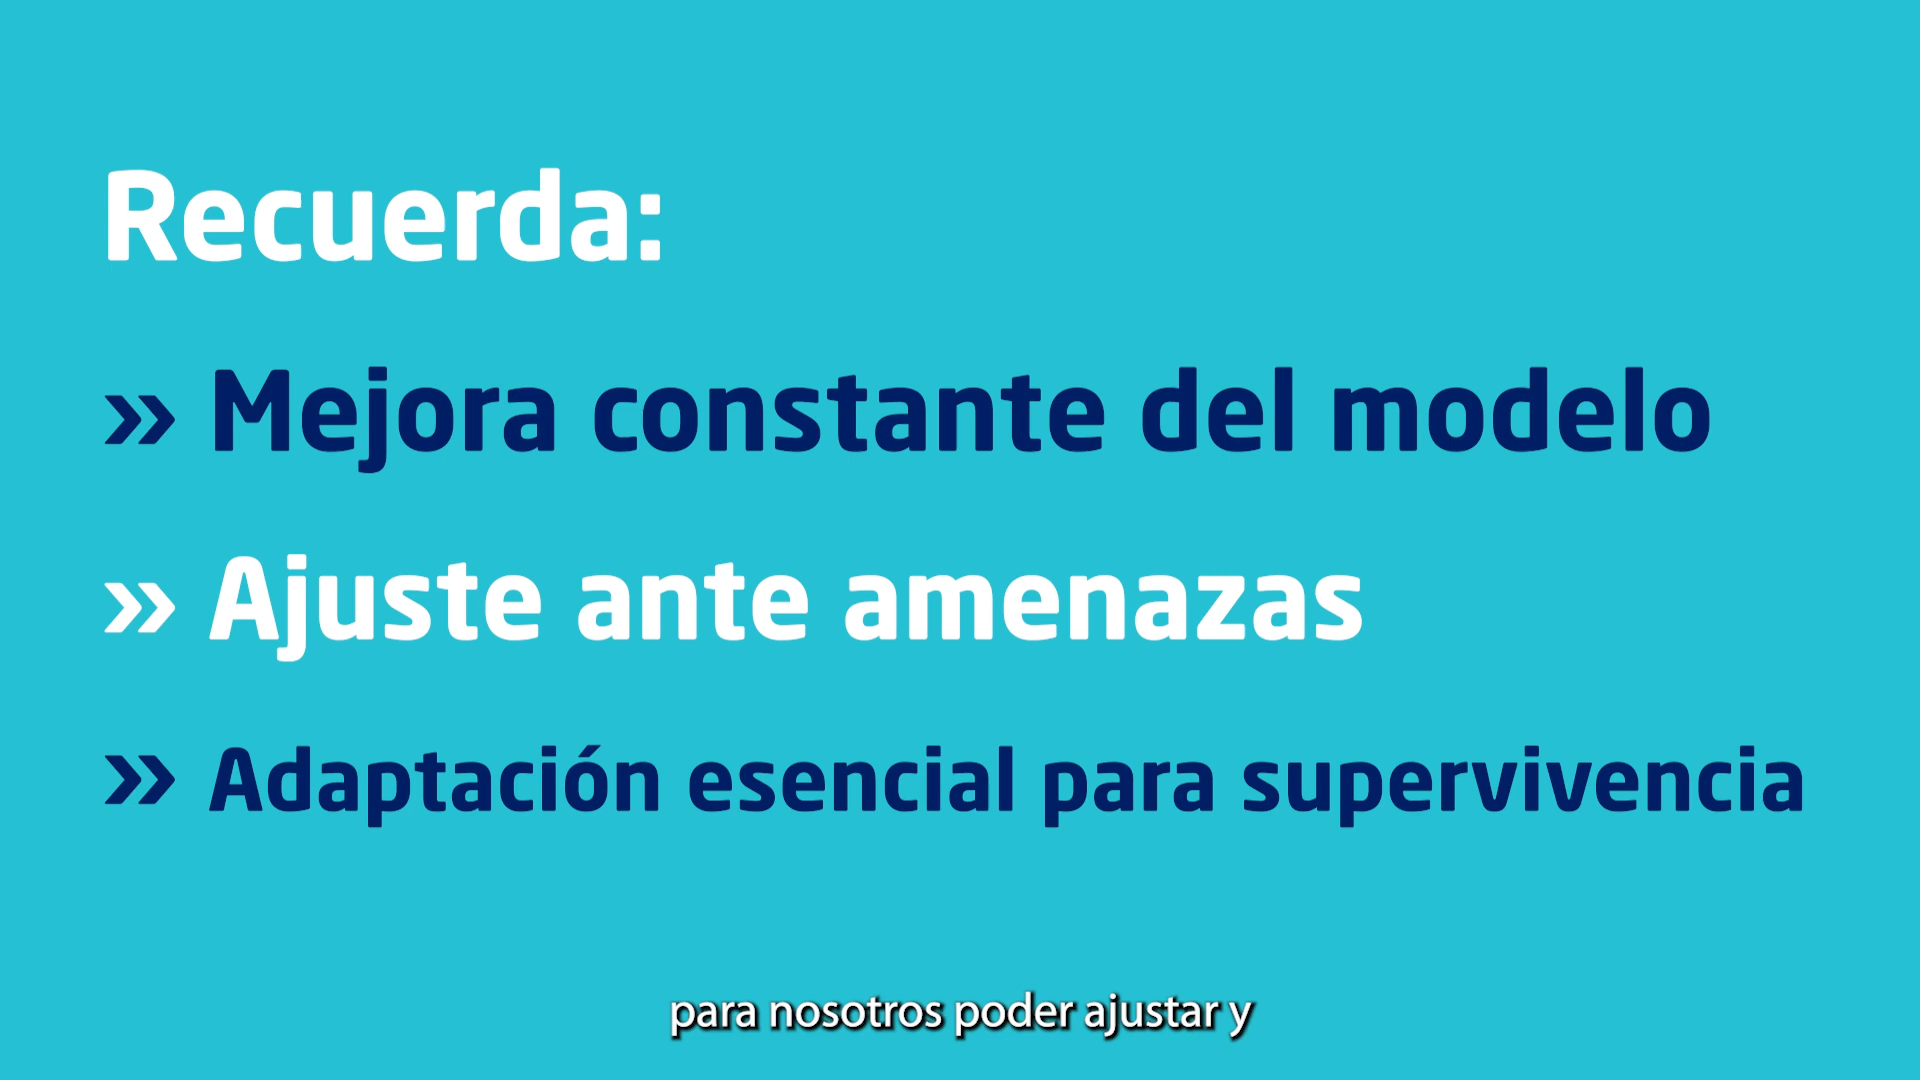 Recuerda:
» Mejora constante del modelo
» Ajuste ante amenazas
» Adaptación esencial para supervivencia
para nosotros poder ajustar y